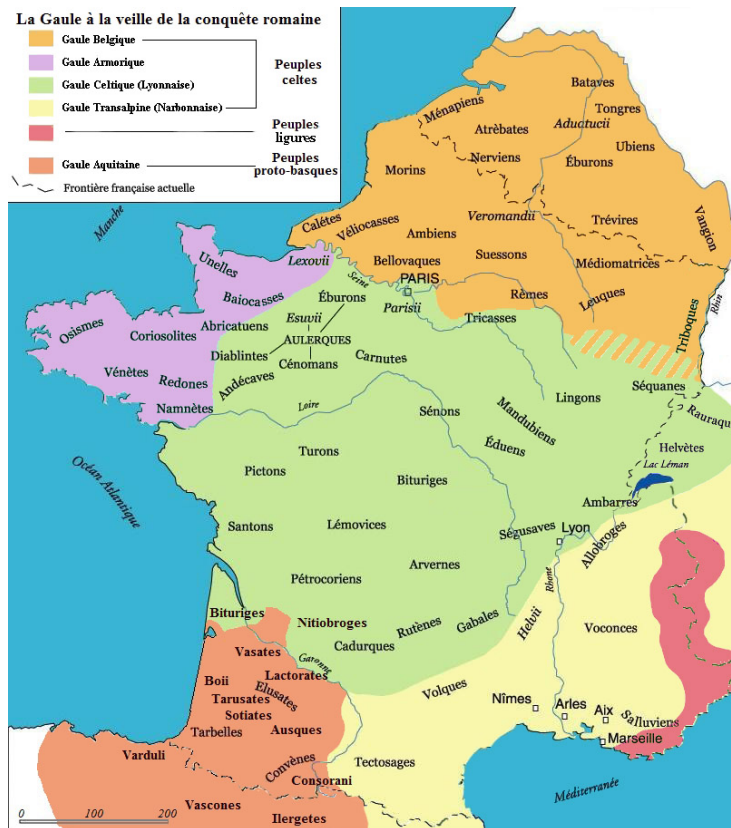 La Gaule à la veille de la conquête romaine
Gaule Belgique
Gaule Armorique
Peuples
celtes
Gaule Celtique (Lyonnaise)
Gaule Transalpine (Narbonnaise)
Peuples
ligures
Gaule Aquitaine
Peuples
proto-basques
Frontière française actuelle
Manche
Bataves
Ménapiens
Tongres
Atrèbates
Aduatucii
Ubiens
Nerviens
Éburons
Morins
Vangion
Calètes
Véliocasses
Veromandii
Trévires
Ambiens
Unelles
Lexovii
Bellovaques
Suessons
Médiomatrices
Seine
PARIS
Baiocasses
Éburons
Rèmes
Leuques
Rhin
Parisii
Osismes
Coriosolites
Abricatuens
Esuvii
Tricasses
Triboques
AULERQUES
Diablintes
Carnutes
Cénomans
Vénètes
Redones
Andécaves
Séquanes
Namnètes
Loire
Sénons
Mandubiens
Lingons
Rauraqu
Éduens
Helvètes
Turons
Lac Léman
Pictons
Bituriges
Océan Atlantique
Ambarres
Santons
Lémovices
Ségusaves
Lyon
Allobroges
Arvernes
Rhone
Pétrocoriens
Bituriges
Nitiobroges
Rutènes
Gabales
Helvii
Voconces
Cadurques
Vasates
Garonne
Lactorates
Boii
Elusates
Volques
Tarusates
Nîmes
Arles
Aix
Sotiates
Salluviens
Tarbelles
Ausques
Marseille
Varduli
Convènes
Tectosages
Consorani
Méditerranée
Vascones
Ilergetes
0 100 200